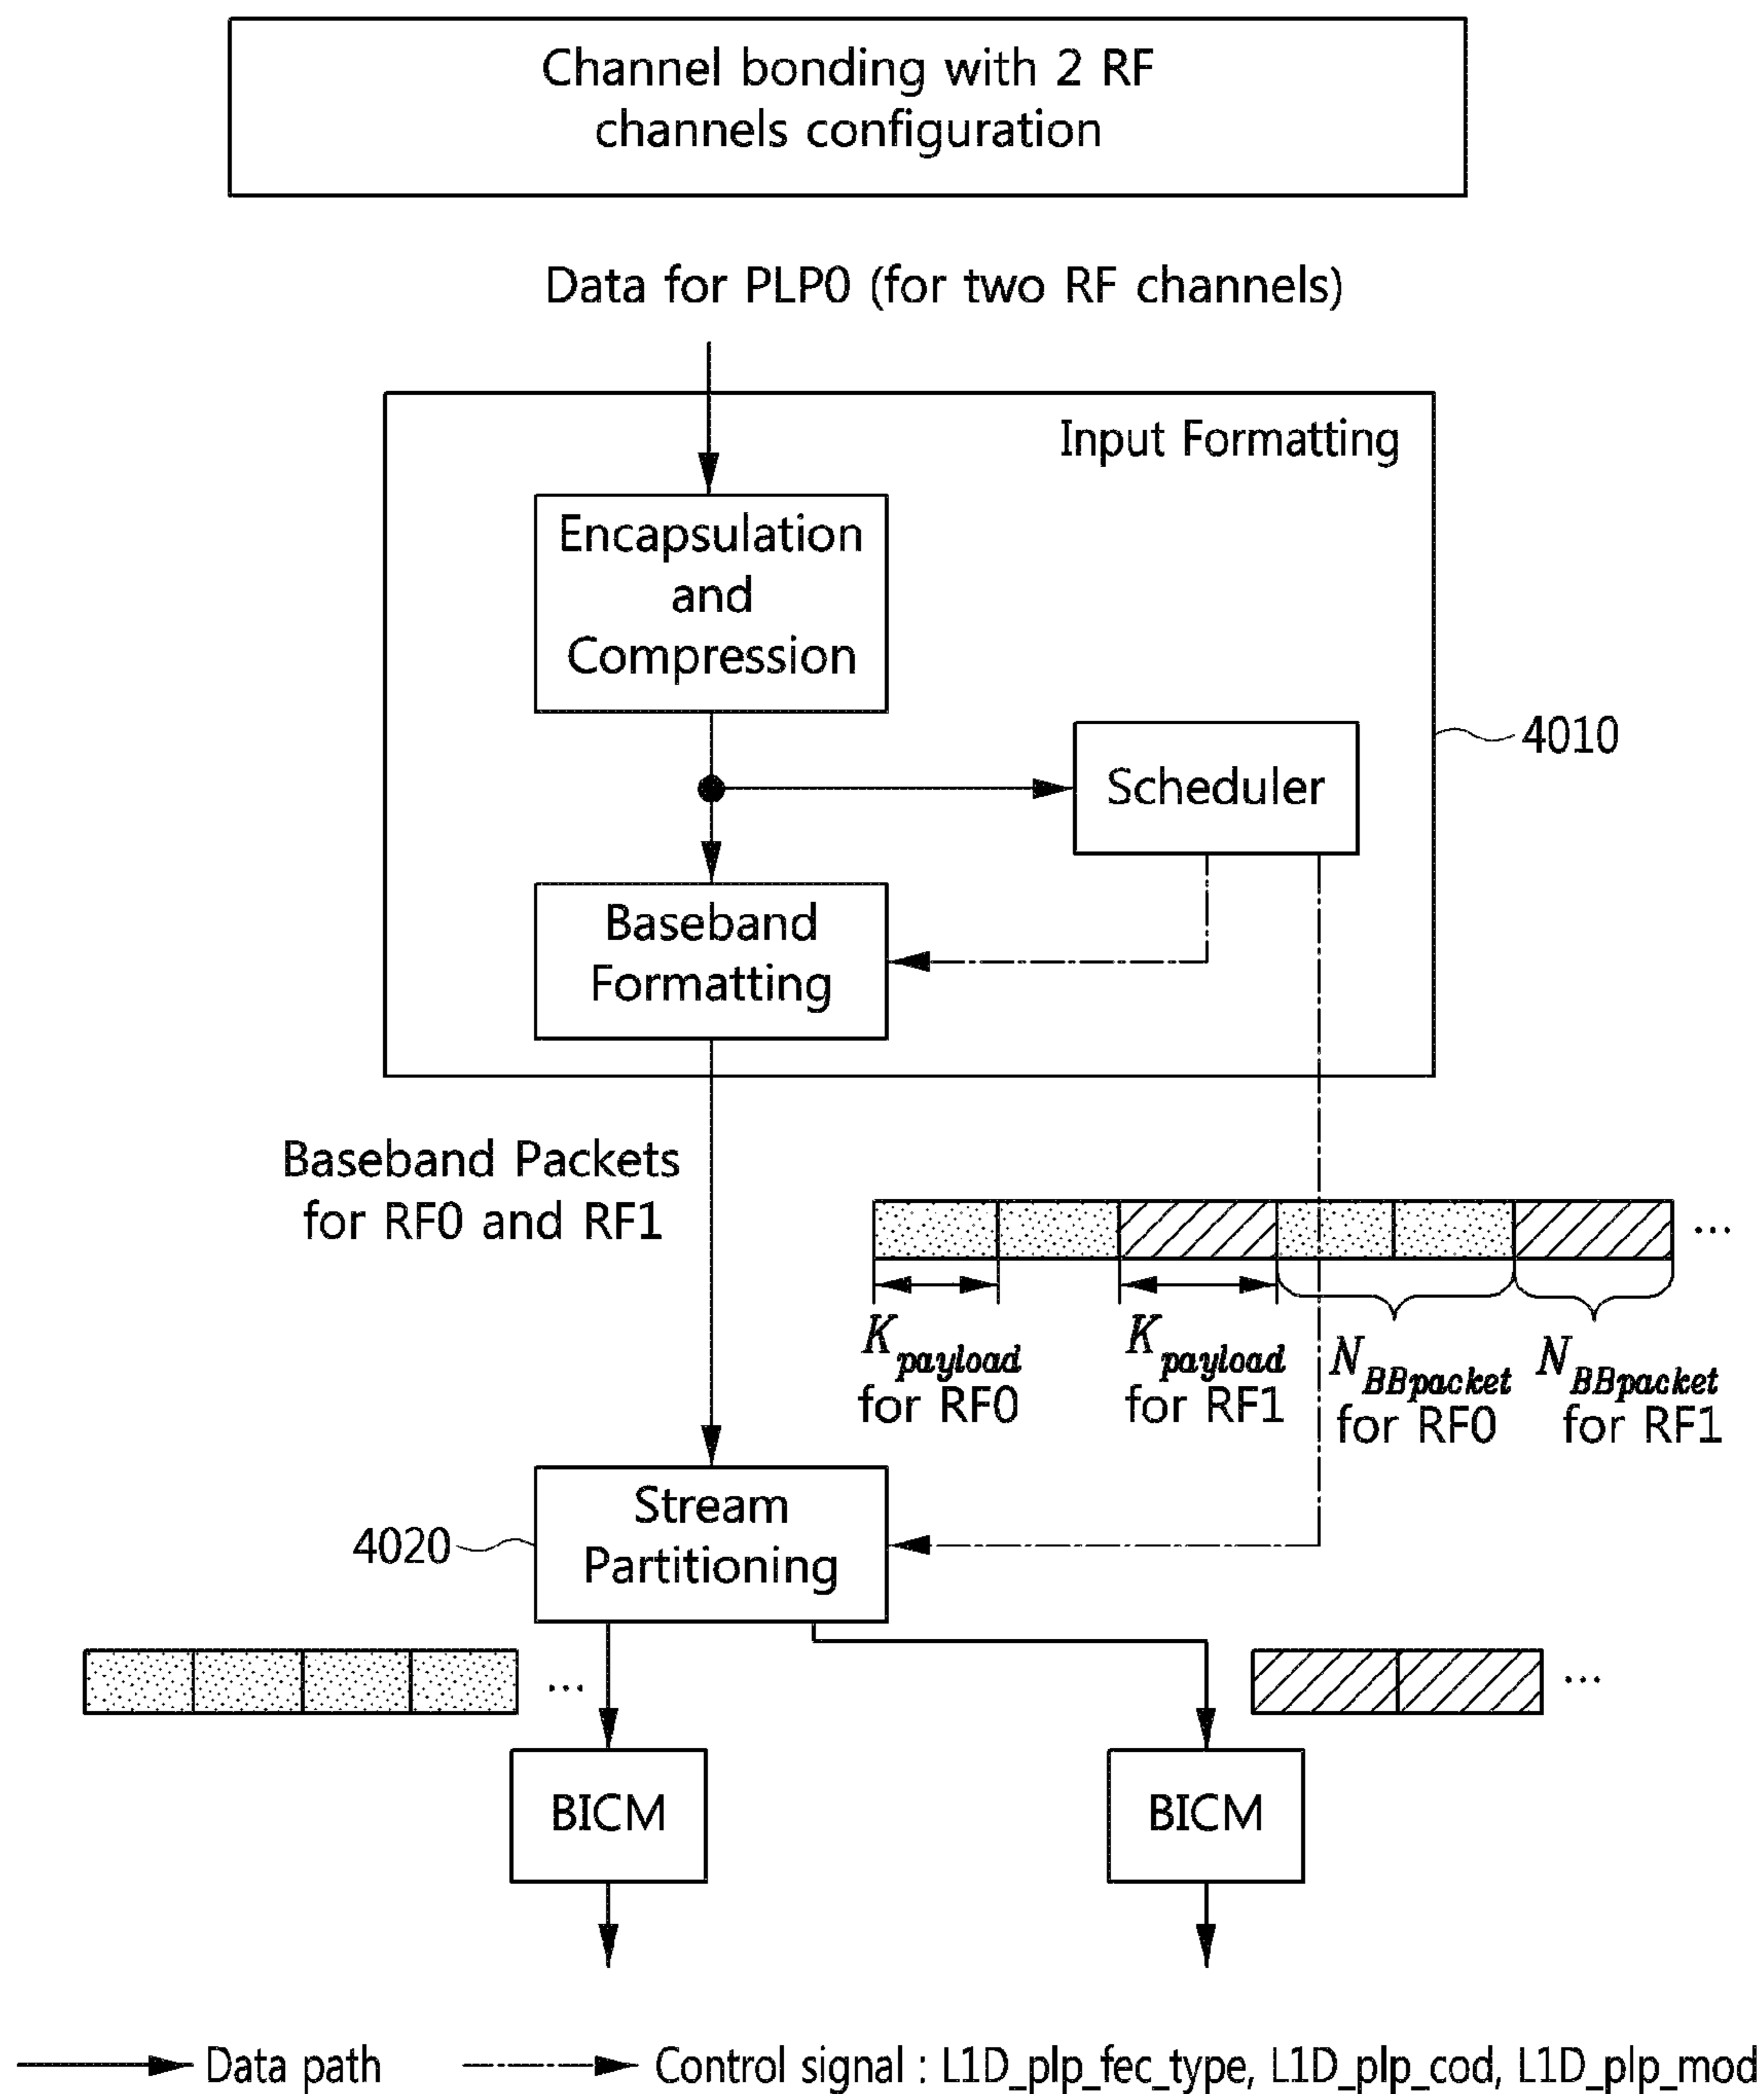 Channel bonding with 2 RF
channels configuration
Data for PLP0 (for two RF channels)
Input Formatting
Encapsulation
and
Compression
4010
Scheduler
Baseband
Formatting
Baseband Packets
for RF0 and RF1
...
K payload
for RF0
K payload
for RF1
N BBpacket
for RF0
N BBpacket
for RF1
Stream
Partitioning
4020
...
...
BICM
BICM
Data path
Control signal : L1D_plp_fec_type, L1D_plp_cod, L1D_plp_mod